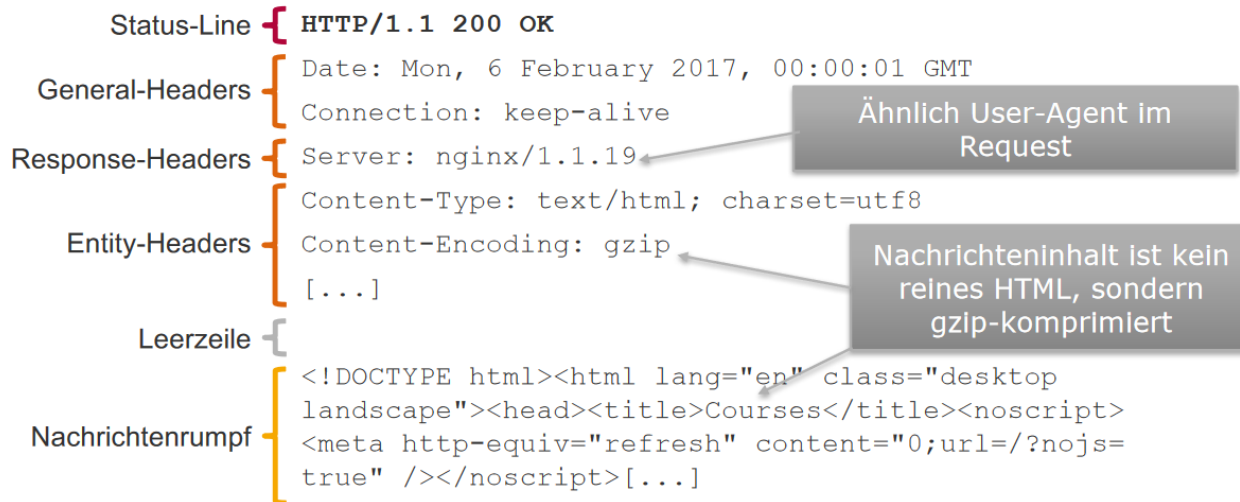 Status-Line
HTTP/1.1 200 OK
General-Headers
Date: Mon, 6 February 2017, 00:00:01 GMT
Connection: keep-alive
Ähnlich User-Agent im
Request
Response-Headers
Server: nginx/1.1.19
Entity-Headers
Content-Type: text/html; charset=utf8
Content-Encoding: gzip
[...]
Nachrichteninhalt ist kein
reines HTML, sondern
gzip-komprimiert
Leerzeile
Nachrichtenrumpf
<!DOCTYPE html><html lang="en" class="desktop
landscape"><head><title>Courses</title><noscript>
<meta http-equiv="refresh" content="0;url=/?nojs=
true" /></noscript>[...]